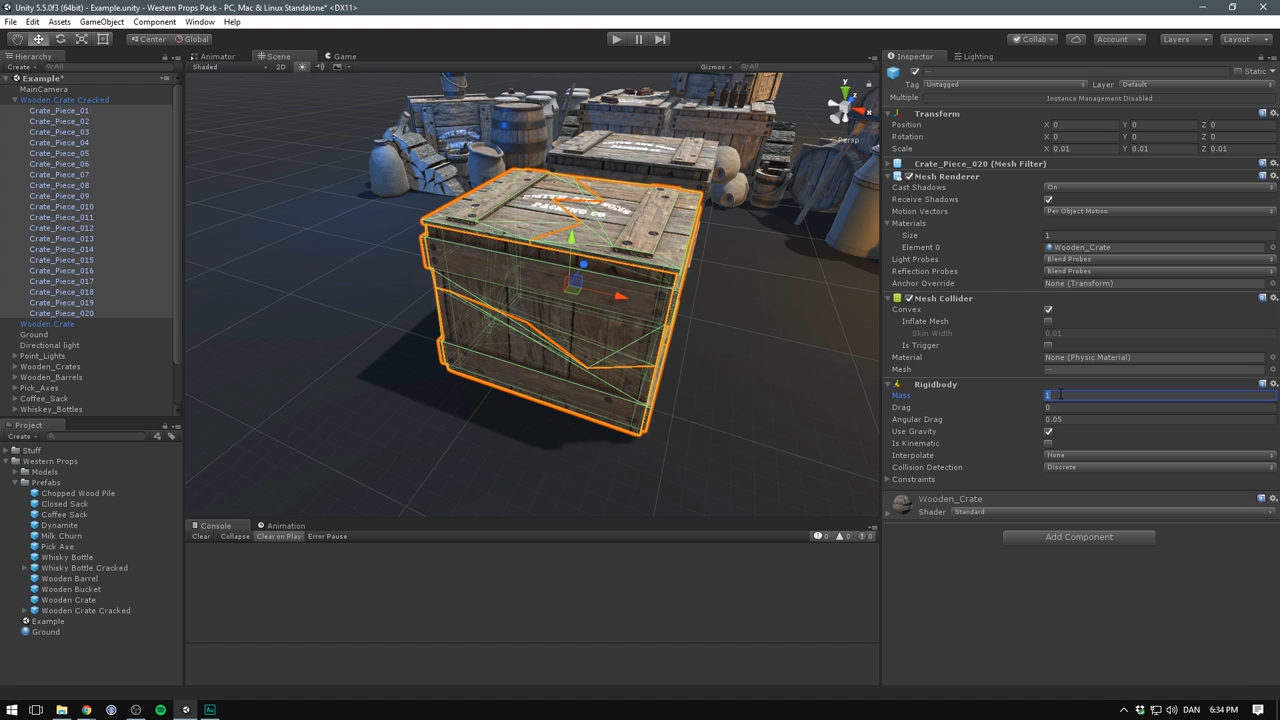 Unity 5.5.0f3 (64bit) - Example.unity - Western Props Pack - PC, Mac & Linux Standalone* <DX11>
File Edit Assets GameObject Component Window Help
Center Global Collab Account Layers Layout
Hierarchy
Create All
Example*
MainCamera
Wooden Crate Cracked
Crate_Piece_01
Crate_Piece_02
Crate_Piece_03
Crate_Piece_04
Crate_Piece_05
Crate_Piece_06
Crate_Piece_07
Crate_Piece_08
Crate_Piece_09
Crate_Piece_010
Crate_Piece_011
Crate_Piece_012
Crate_Piece_013
Crate_Piece_014
Crate_Piece_015
Crate_Piece_016
Crate_Piece_017
Crate_Piece_018
Crate_Piece_019
Crate_Piece_020
Wooden Crate
Ground
Directional light
Point_Lights
Wooden_Crates
Wooden_Barrels
Pick_Axes
Coffee_Sack
Whiskey_Bottles
Project
Create
Stuff
Western Props
Models
Prefabs
Chopped Wood Pile
Closed Sack
Coffee Sack
Dynamite
Milk Churn
Pick Axe
Whisky Bottle
Whisky Bottle Cracked
Wooden Barrel
Wooden Bucket
Wooden Crate
Wooden Crate Cracked
Example
Ground
Animator Scene Game
Shaded 2D Gizmos All
y
x
z
Persp
PACKING CO
Console Animation
Clear Collapse Clear on Play Error Pause 0 0 0
Inspector Lighting
— Static
Tag Untagged Layer Default
Multiple Instance Management Disabled
Transform
Position X 0 Y 0 Z 0
Rotation X 0 Y 0 Z 0
Scale X 0.01 Y 0.01 Z 0.01
Crate_Piece_020 (Mesh Filter)
Mesh Renderer
Cast Shadows On
Receive Shadows
Motion Vectors Per Object Motion
Materials
Size 1
Element 0 Wooden_Crate
Light Probes Blend Probes
Reflection Probes Blend Probes
Anchor Override None (Transform)
Mesh Collider
Convex
Inflate Mesh
Skin Width 0.01
Is Trigger
Material None (Physic Material)
Mesh —
Rigidbody
Mass 1
Drag 0
Angular Drag 0.05
Use Gravity
Is Kinematic
Interpolate None
Collision Detection Discrete
Constraints
Wooden_Crate
Shader Standard
Add Component
Au
DAN 6:34 PM